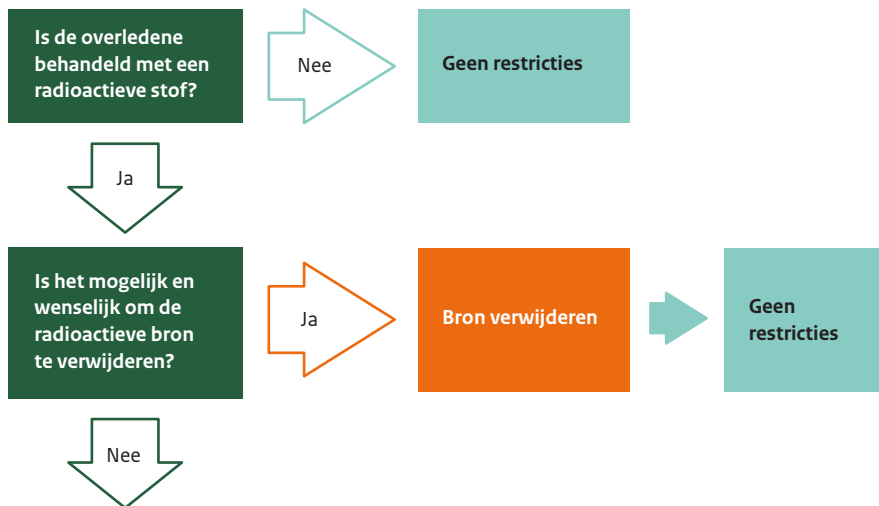 Is de overledene
behandeld met een
radioactieve stof?
Nee
Geen restricties
Ja
Is het mogelijk en
wenselijk om de
radioactieve bron
te verwijderen?
Ja
Bron verwijderen
Geen
restricties
Nee